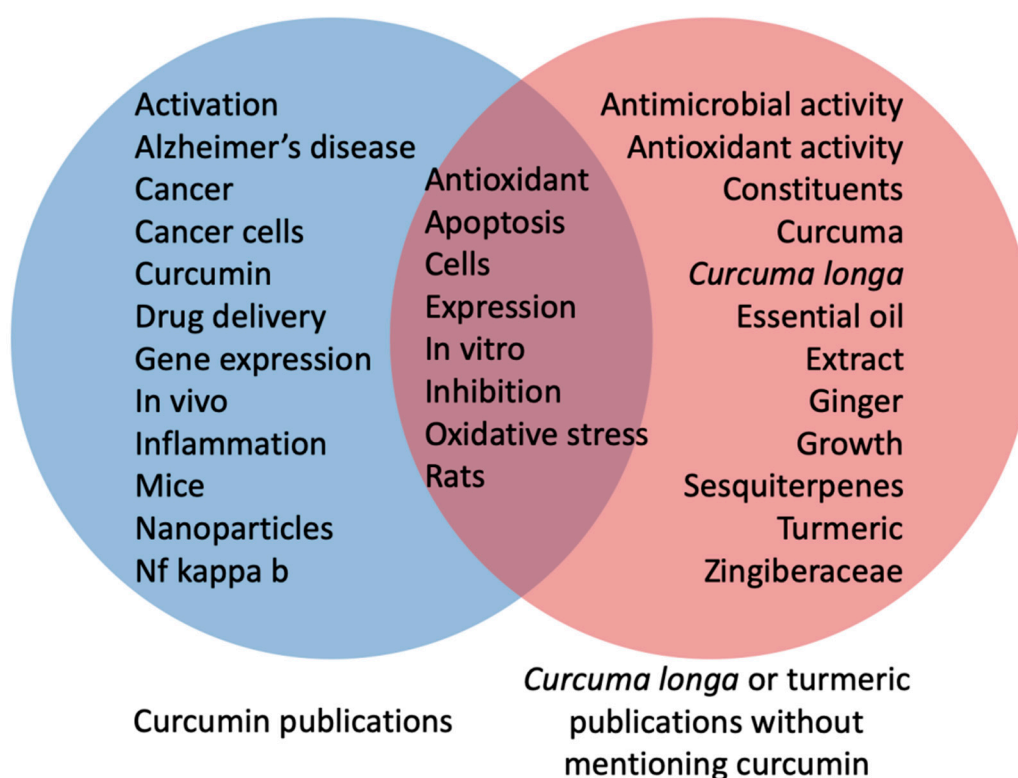 Activation
Alzheimer's disease
Cancer
Cancer cells
Curcumin
Drug delivery
Gene expression
In vivo
Inflammation
Mice
Nanoparticles
Nf kappa b
Antioxidant
Apoptosis
Cells
Expression
In vitro
Inhibition
Oxidative stress
Rats
Antimicrobial activity
Antioxidant activity
Constituents
Curcuma
Curcuma longa
Essential oil
Extract
Ginger
Growth
Sesquiterpenes
Turmeric
Zingiberaceae
Curcumin publications
Curcuma longa or turmeric
publications without
mentioning curcumin